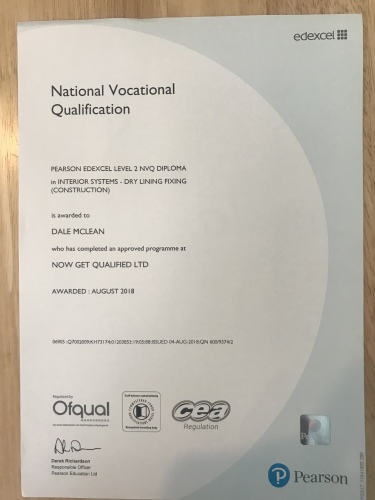 edexcel
National Vocational
Qualification
PEARSON EDEXCEL LEVEL 2 NVQ DIPLOMA
in INTERIOR SYSTEMS - DRY LINING FIXING
(CONSTRUCTION)
is awarded to
DALE MCLEAN
who has completed an approved programme at
NOW GET QUALIFIED LTD
AWARDED : AUGUST 2018
Regulated by
Ofqual
cea
Regulation
Derek Richardson
Responsible Officer
Pearson Education Ltd
Pearson